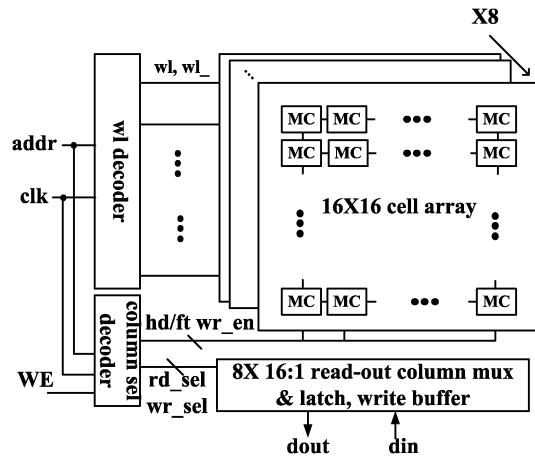 X8
wl, wl_
MC MC MC
MC MC MC
addr
wl decoder
clk
16X16 cell array
MC MC MC
column sel
decoder
hd/ft wr_en
WE
rd_sel
wr_sel
8X 16:1 read-out column mux
& latch, write buffer
dout
din